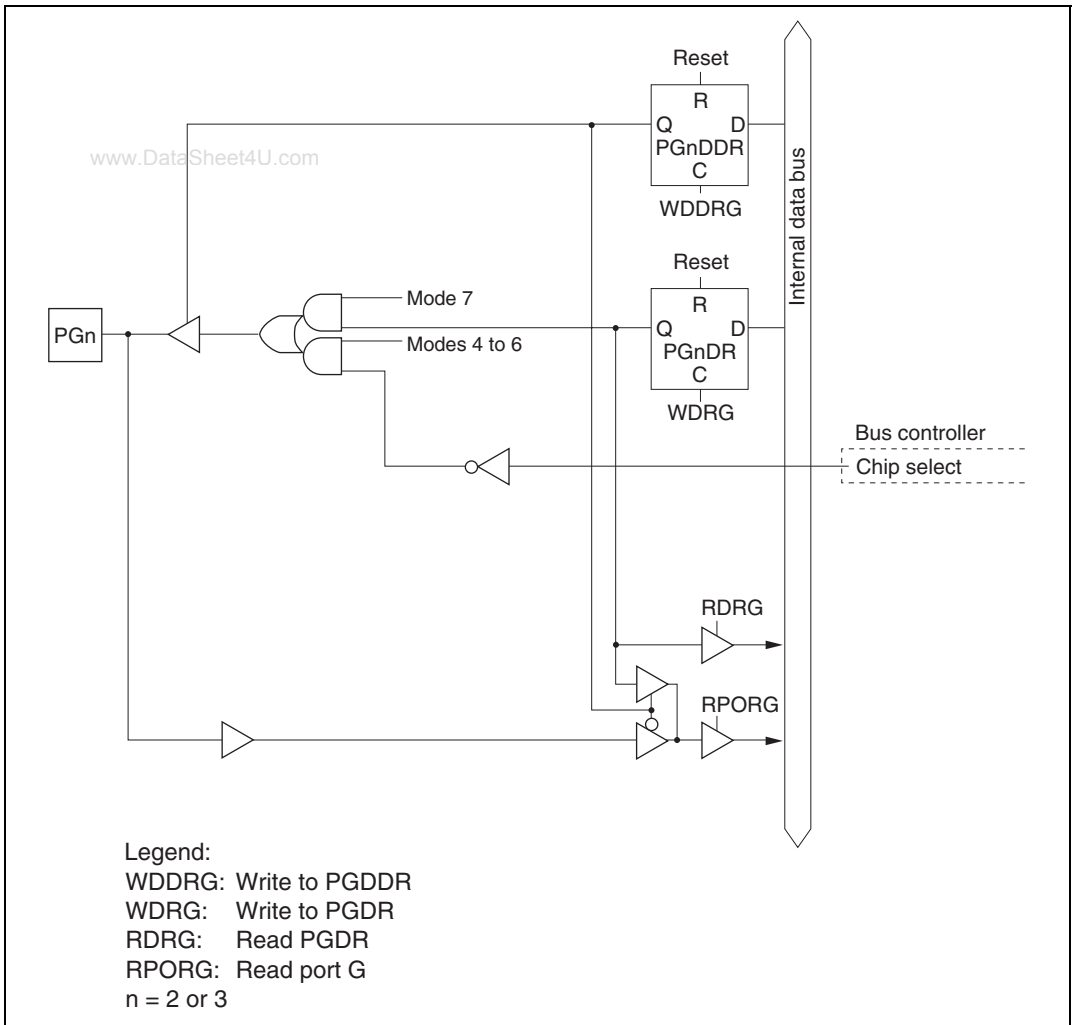 Reset
R
Q D
PGnDDR
C
WDDRG
www.DataSheet4U.com
Internal data bus
Reset
R
Q D
PGnDR
C
WDRG
Mode 7
PGn
Modes 4 to 6
Bus controller
Chip select
RDRG
RPORG
Legend:
WDDRG: Write to PGDDR
WDRG: Write to PGDR
RDRG: Read PGDR
RPORG: Read port G
n = 2 or 3